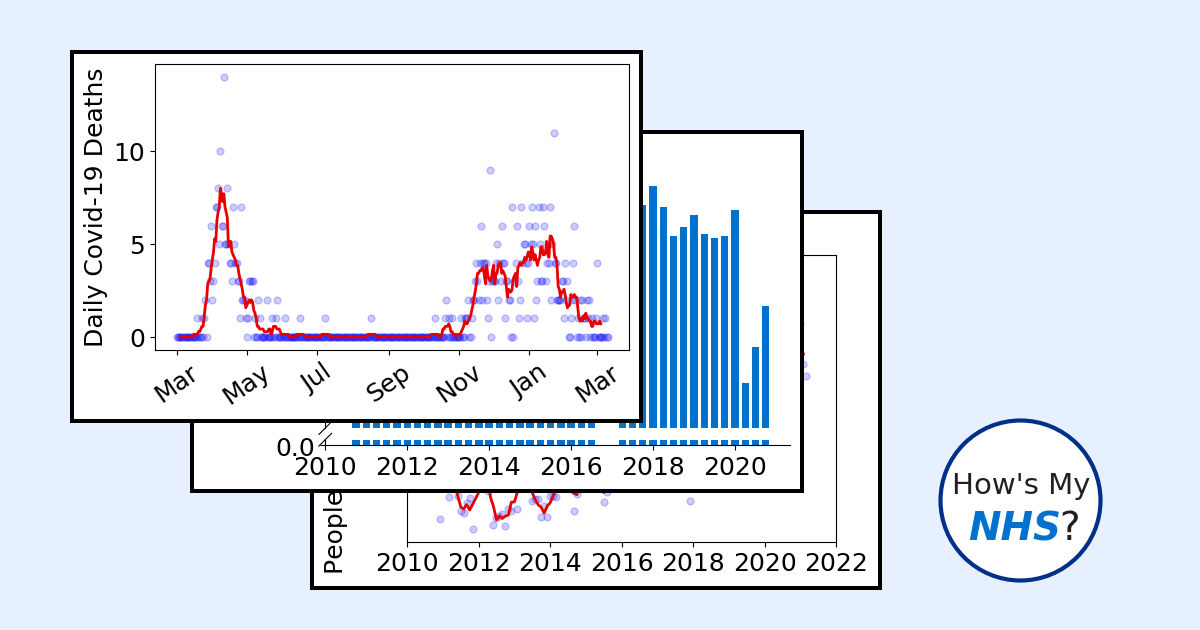 Daily Covid-19 Deaths
10
5
0
Mar May Jul Sep Nov Jan Mar
0.0
2010 2012 2014 2016 2018 2020
People
2010 2012 2014 2016 2018 2020 2022
How's My
NHS?